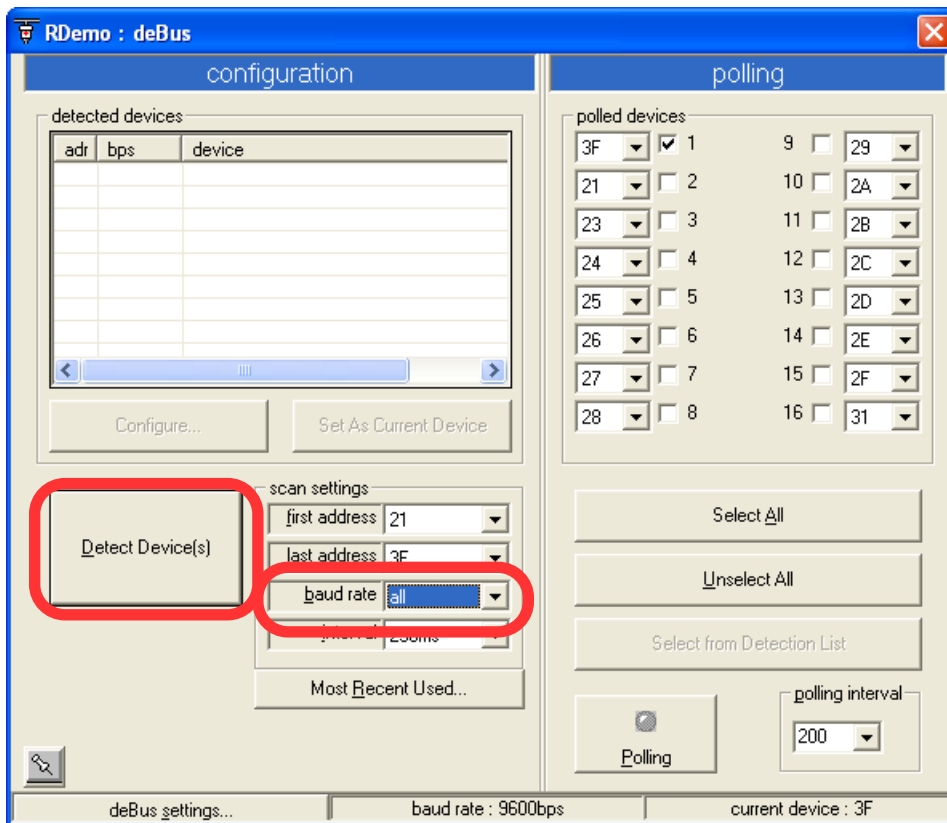 RDemo : deBus
configuration
detected devices
adr bps device
Configure... Set As Current Device
Detect Device(s)
scan settings
first address 21
last address 3F
baud rate all
interval 250ms
Most Recent Used...
polling
polled devices
3F 1 9 29
21 2 10 2A
23 3 11 2B
24 4 12 2C
25 5 13 2D
26 6 14 2E
27 7 15 2F
28 8 16 31
Select All
Unselect All
Select from Detection List
Polling
polling interval
200
deBus settings... baud rate : 9600bps current device : 3F